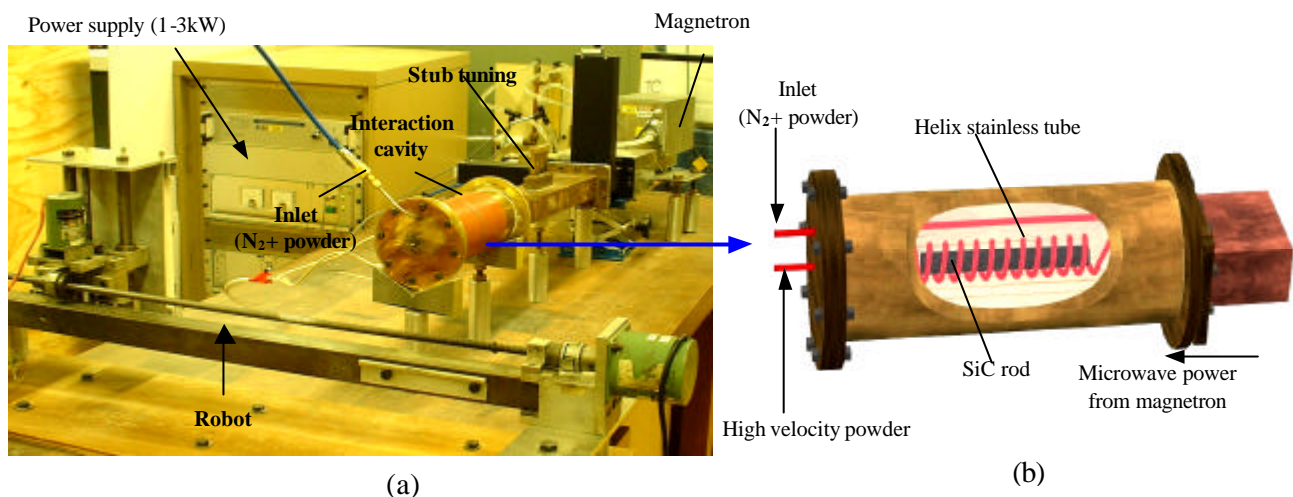 Power supply (1-3kW)
Magnetron
Stub tuning
Interaction
cavity
Inlet
(N₂+ powder)
Robot
Inlet
(N₂+ powder)
Helix stainless tube
SiC rod
Microwave power
from magnetron
High velocity powder
(a)
(b)